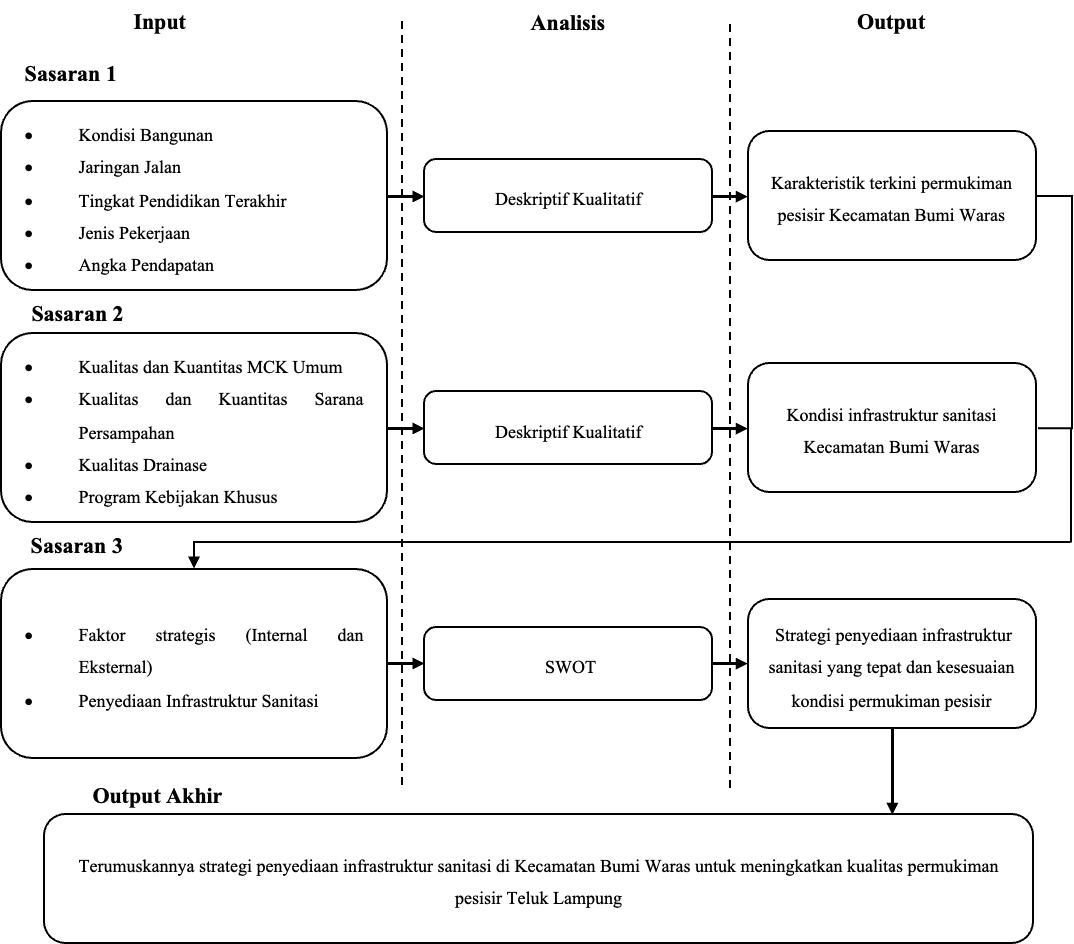 Input
Analisis
Output
Sasaran 1
• Kondisi Bangunan
• Jaringan Jalan
• Tingkat Pendidikan Terakhir
• Jenis Pekerjaan
• Angka Pendapatan
Deskriptif Kualitatif
Karakteristik terkini permukiman
pesisir Kecamatan Bumi Waras
Sasaran 2
• Kualitas dan Kuantitas MCK Umum
• Kualitas dan Kuantitas Sarana
Persampahan
• Kualitas Drainase
• Program Kebijakan Khusus
Deskriptif Kualitatif
Kondisi infrastruktur sanitasi
Kecamatan Bumi Waras
Sasaran 3
• Faktor strategis (Internal dan
Eksternal)
• Penyediaan Infrastruktur Sanitasi
SWOT
Strategi penyediaan infrastruktur
sanitasi yang tepat dan kesesuaian
kondisi permukiman pesisir
Output Akhir
Terumuskannya strategi penyediaan infrastruktur sanitasi di Kecamatan Bumi Waras untuk meningkatkan kualitas permukiman
pesisir Teluk Lampung